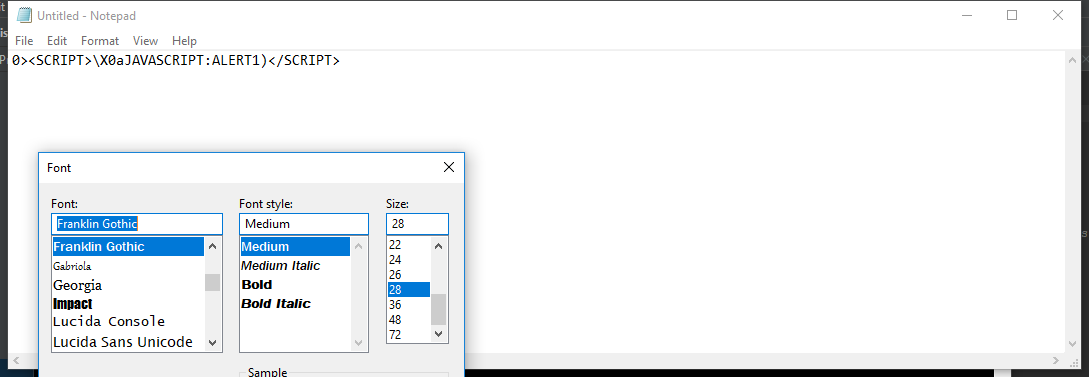 Untitled - Notepad
File Edit Format View Help
0><SCRIPT>\X0aJAVASCRIPT:ALERT1)</SCRIPT>
Font
Font: Font style: Size:
Franklin Gothic Medium 28
Franklin Gothic Medium 22
Gabriola Medium Italic 24
Georgia Bold 26
Impact Bold Italic 28
Lucida Console 36
Lucida Sans Unicode 48
72
Sample